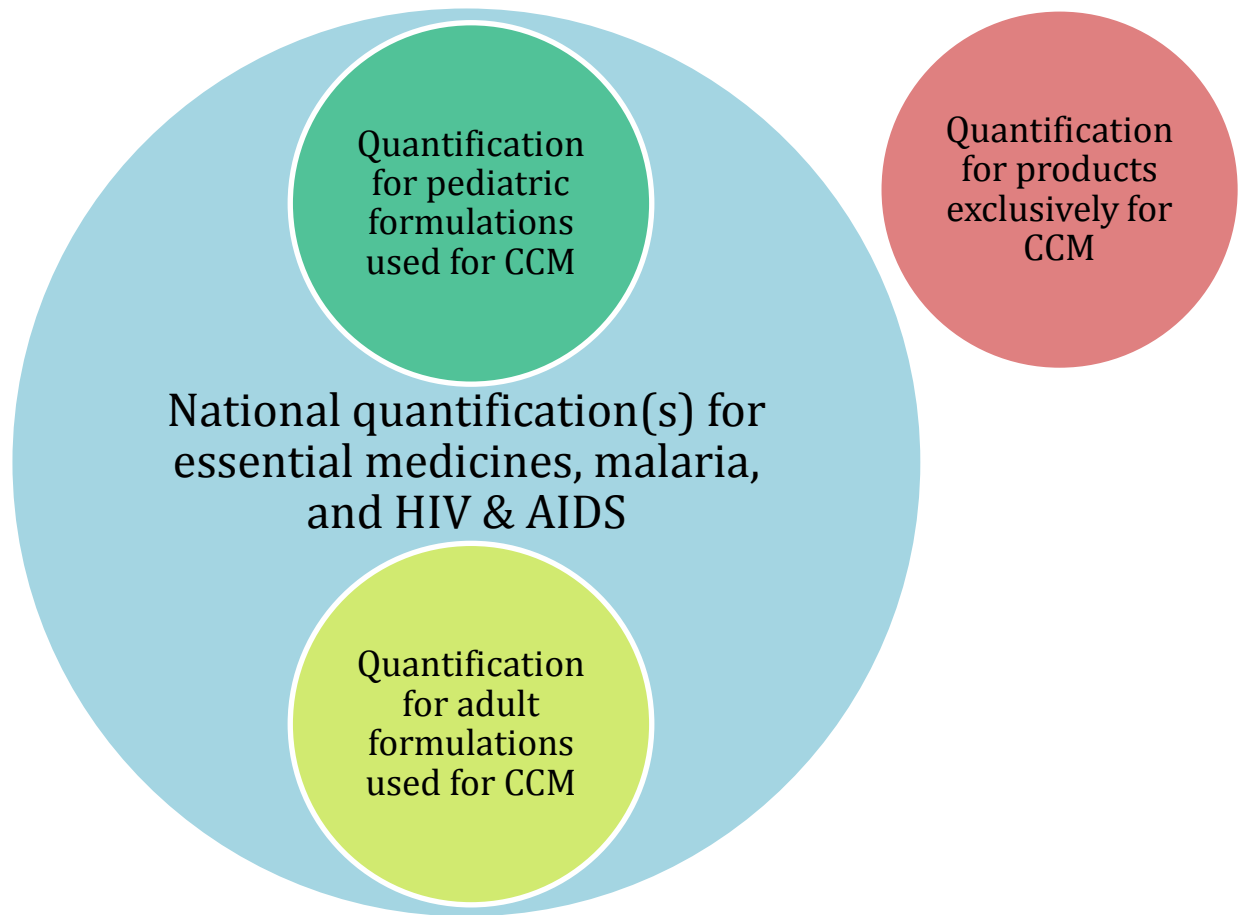 Quantification
for pediatric
formulations
used for CCM
Quantification
for products
exclusively for
CCM
National quantification(s) for
essential medicines, malaria,
and HIV & AIDS
Quantification
for adult
formulations
used for CCM